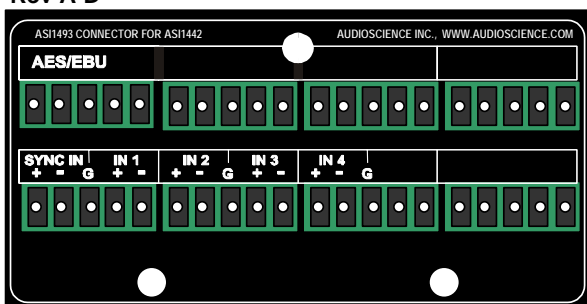 Rev A-D
ASI1493 CONNECTOR FOR ASI1442 AUDIOSCIENCE INC., WWW.AUDIOSCIENCE.COM
AES/EBU
SYNC IN IN 1 IN 2 IN 3 IN 4
+ - G + - + - G + - + - G